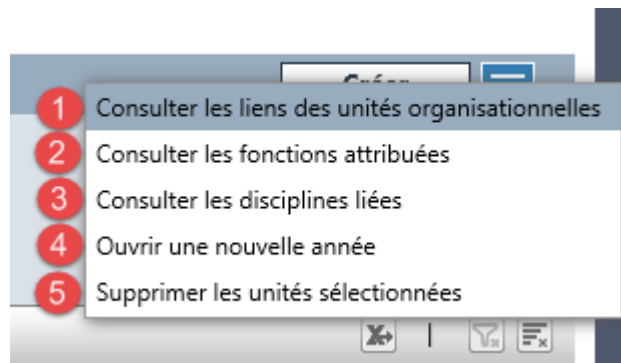 Créer
1 Consulter les liens des unités organisationnelles
2 Consulter les fonctions attribuées
3 Consulter les disciplines liées
4 Ouvrir une nouvelle année
5 Supprimer les unités sélectionnées